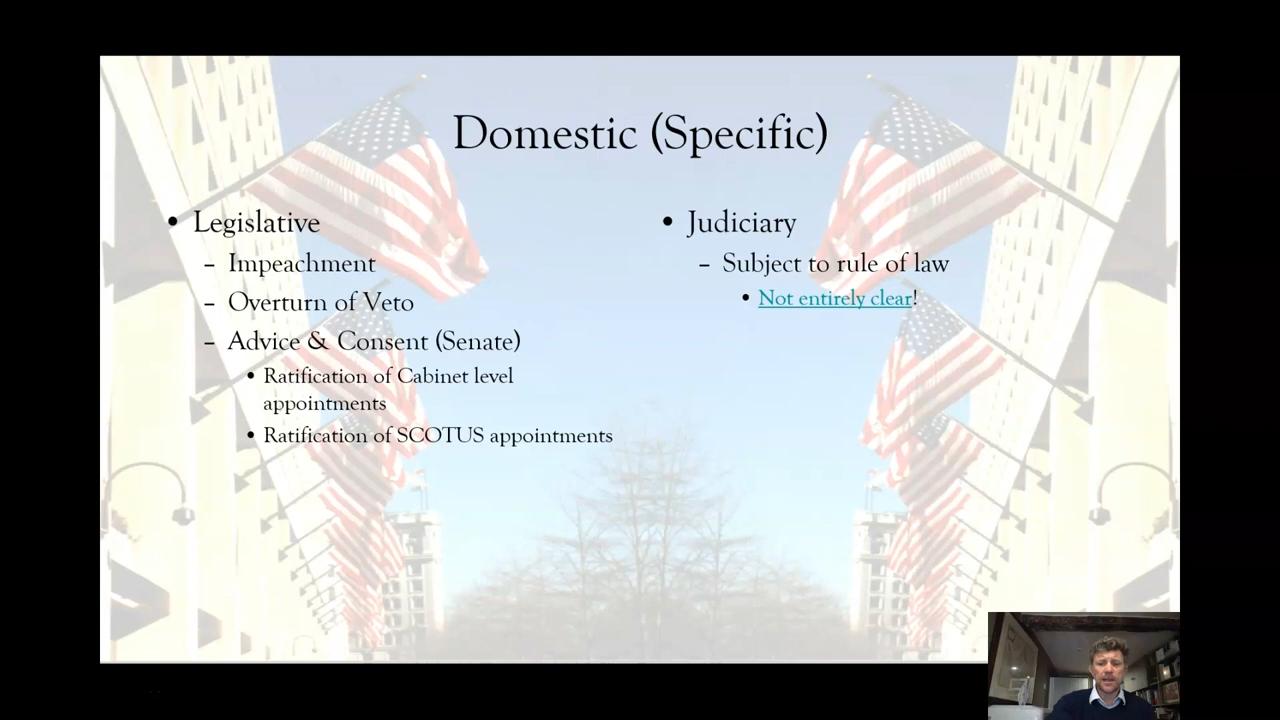 Domestic (Specific)
• Legislative
– Impeachment
– Overturn of Veto
– Advice & Consent (Senate)
• Ratification of Cabinet level
appointments
• Ratification of SCOTUS appointments
• Judiciary
– Subject to rule of law
• Not entirely clear!